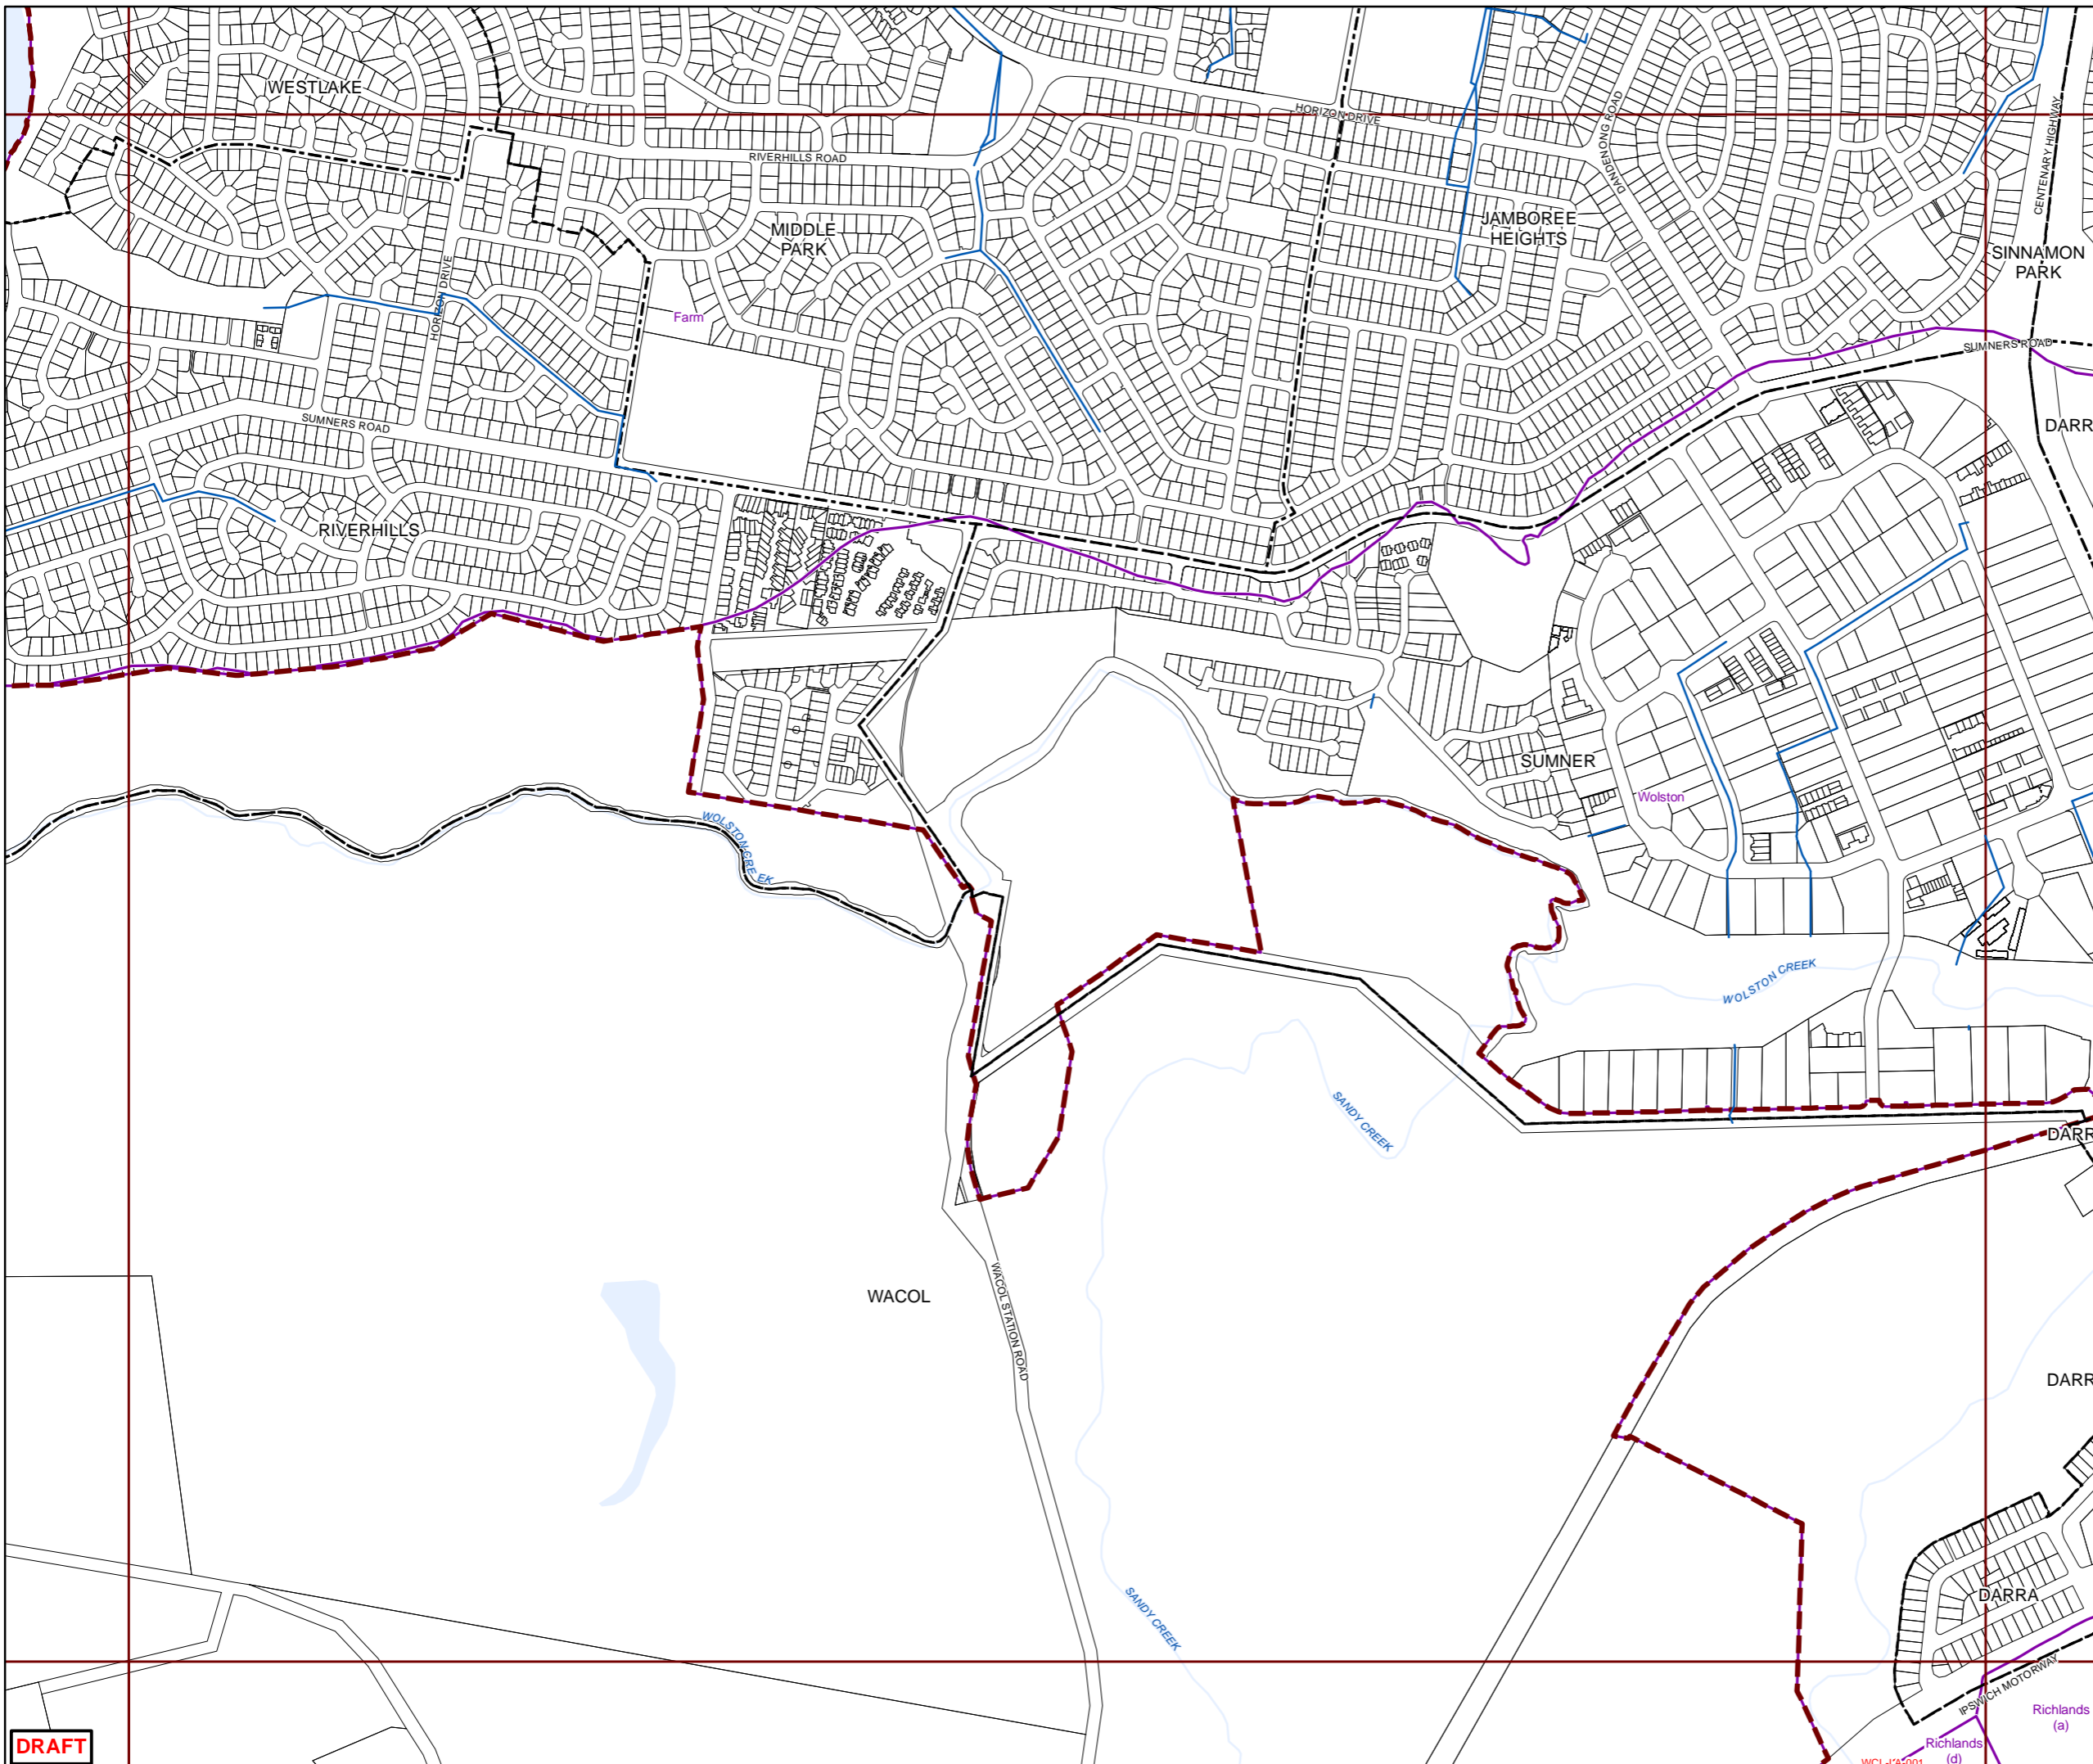 WESTLAKE
HORIZON DRIVE
DANDENONG ROAD
CENTENARY HIGHWAY
RIVERHILLS ROAD
MIDDLE
PARK
JAMBOREE
HEIGHTS
SINNAMON
PARK
HORIZON DRIVE
Farm
SUMNERS ROAD
SUMNERS ROAD
DARR
RIVERHILLS
SUMNER
Wolston
WOLSTON CRE EK
WOLSTON CREEK
SANDY CREEK
DARR
WACOL
WACOL STATION ROAD
DARR
SANDY CREEK
DARRA
IPSWICH MOTORWAY
Richlands
(a)
Richlands
(d)
DRAFT